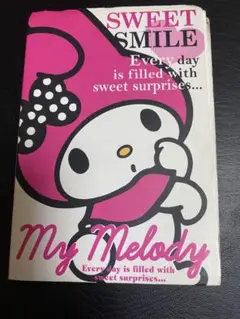 SWEET
SMILE
Every day
is filled with
sweet surprises...
My Melody
Every day is filled with
sweet surprises...